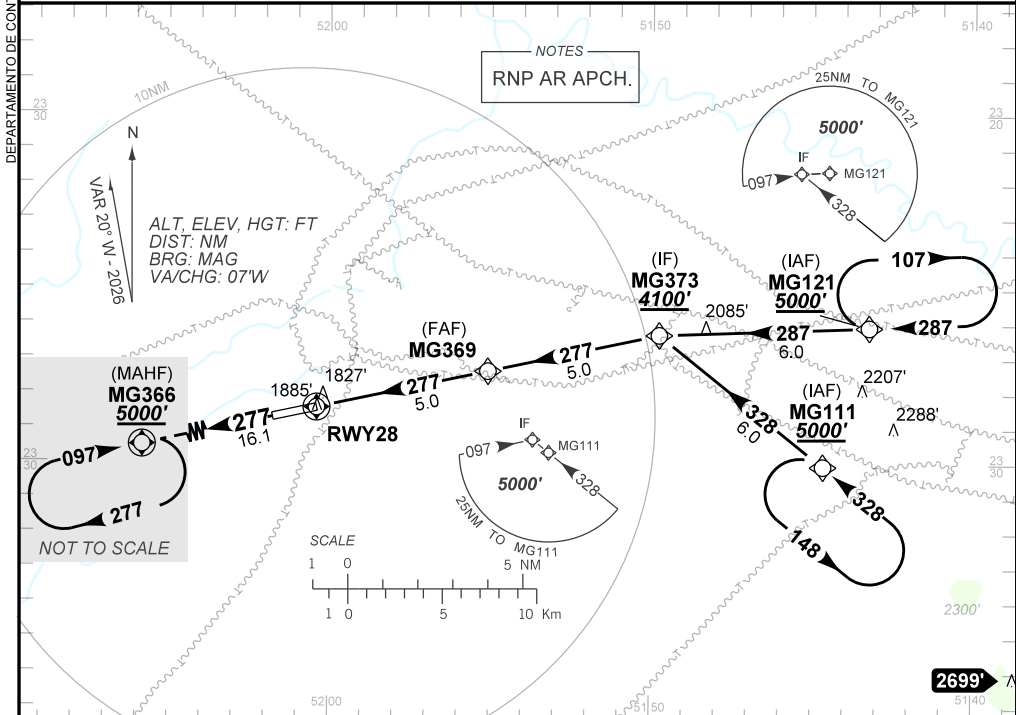 DEPARTAMENTO DE CON
52 00
51 50
51 40
NOTES
RNP AR APCH.
10NM
23
30
23
20
25NM TO MG121
5000'
IF
MG121
097
328
N
VAR 20° W - 2026
ALT, ELEV, HGT: FT
DIST: NM
BRG: MAG
VA/CHG: 07'W
(IF)
MG373
4100'
(IAF)
MG121
5000'
107
2085'
287
6.0
287
(FAF)
MG369
277
5.0
277
5.0
(MAHF)
MG366
5000'
1885'
1827'
277
16.1
RWY28
328
6.0
(IAF)
MG111
5000'
2207'
2288'
097
277
NOT TO SCALE
23
30
23
30
IF
MG111
097
328
5000'
25NM TO MG111
328
148
SCALE
1 0 5 NM
1 0 5 10 Km
2300'
2699'
52 00
51 50
51 40